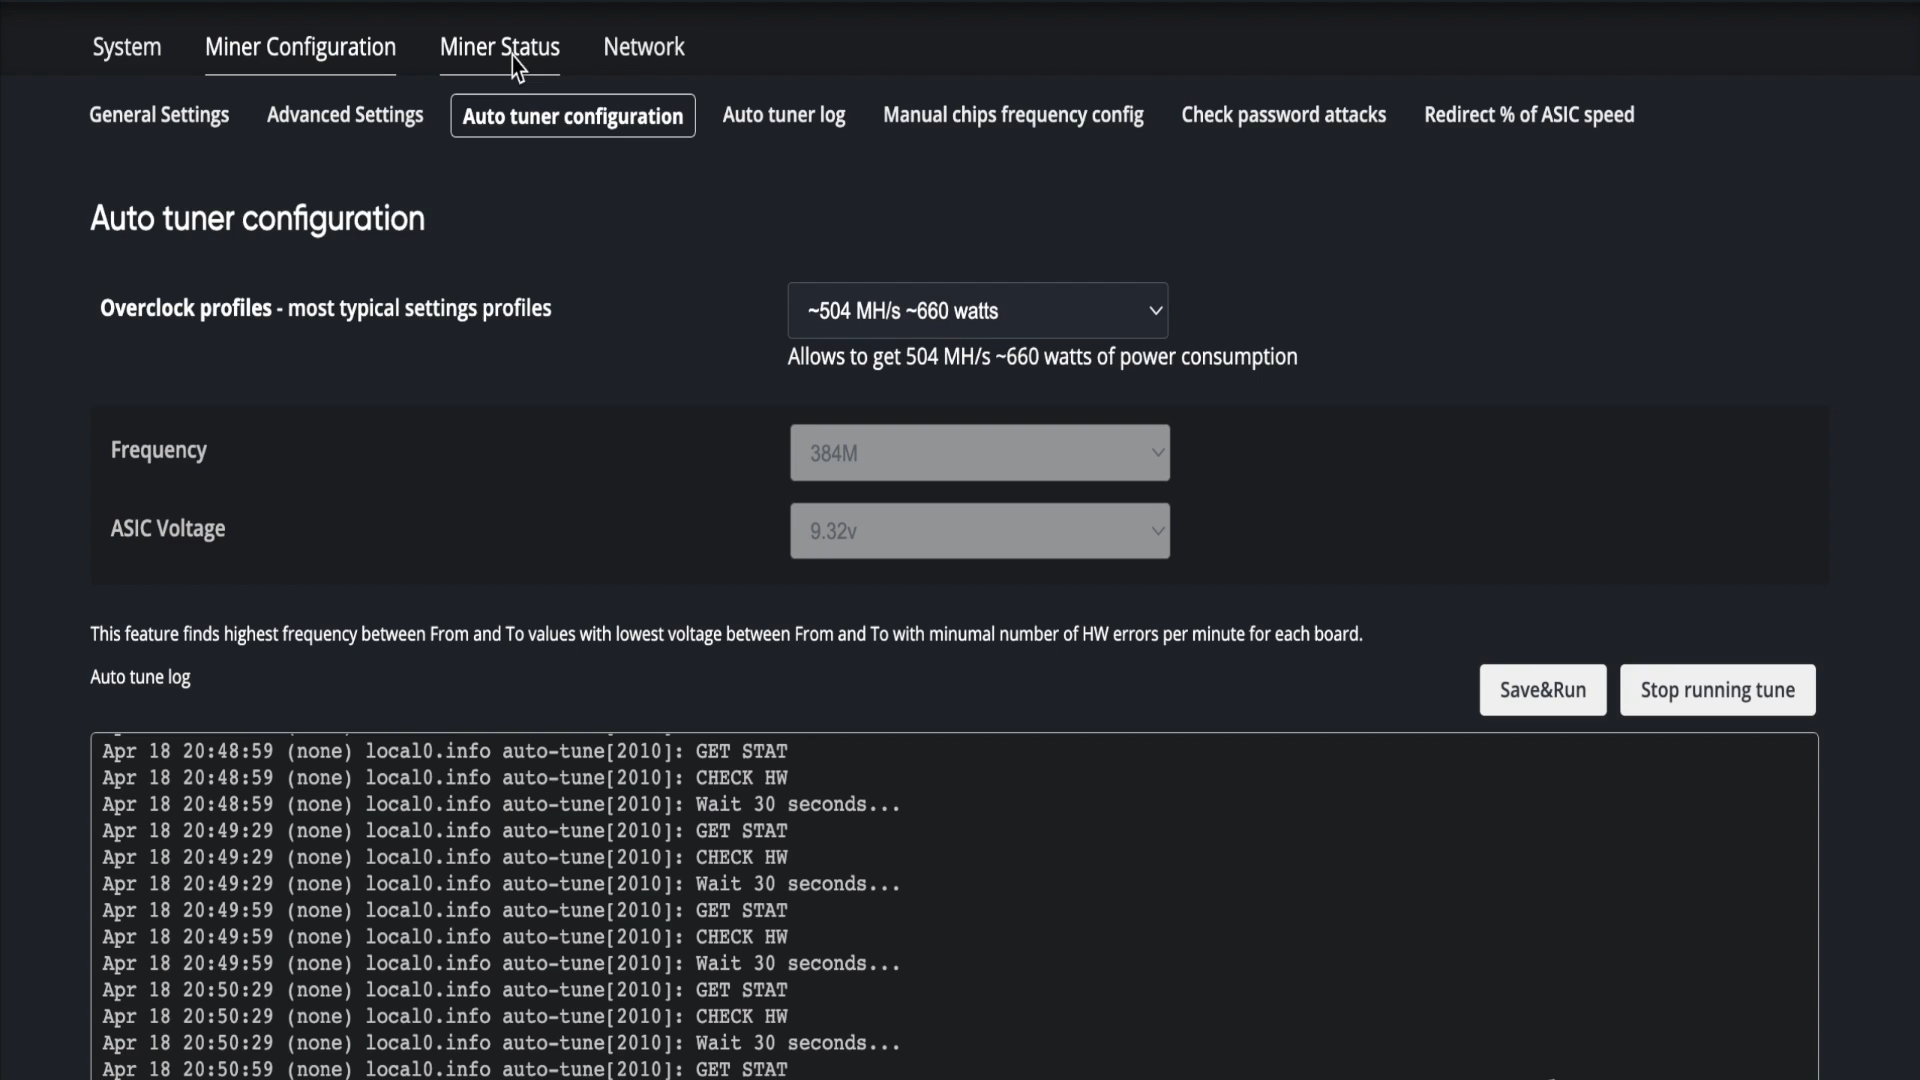 System Miner Configuration Miner Status Network
General Settings Advanced Settings Auto tuner configuration Auto tuner log Manual chips frequency config Check password attacks Redirect % of ASIC speed
Auto tuner configuration
Overclock profiles - most typical settings profiles ~504 MH/s ~660 watts
Allows to get 504 MH/s ~660 watts of power consumption
Frequency 384M
ASIC Voltage 9.32v
This feature finds highest frequency between From and To values with lowest voltage between From and To with minumal number of HW errors per minute for each board.
Auto tune log
Save&Run Stop running tune
Apr 18 20:48:59 (none) local0.info auto-tune[2010]: GET STAT
Apr 18 20:48:59 (none) local0.info auto-tune[2010]: CHECK HW
Apr 18 20:48:59 (none) local0.info auto-tune[2010]: Wait 30 seconds...
Apr 18 20:49:29 (none) local0.info auto-tune[2010]: GET STAT
Apr 18 20:49:29 (none) local0.info auto-tune[2010]: CHECK HW
Apr 18 20:49:29 (none) local0.info auto-tune[2010]: Wait 30 seconds...
Apr 18 20:49:59 (none) local0.info auto-tune[2010]: GET STAT
Apr 18 20:49:59 (none) local0.info auto-tune[2010]: CHECK HW
Apr 18 20:49:59 (none) local0.info auto-tune[2010]: Wait 30 seconds...
Apr 18 20:50:29 (none) local0.info auto-tune[2010]: GET STAT
Apr 18 20:50:29 (none) local0.info auto-tune[2010]: CHECK HW
Apr 18 20:50:29 (none) local0.info auto-tune[2010]: Wait 30 seconds...
Apr 18 20:50:59 (none) local0.info auto-tune[2010]: GET STAT